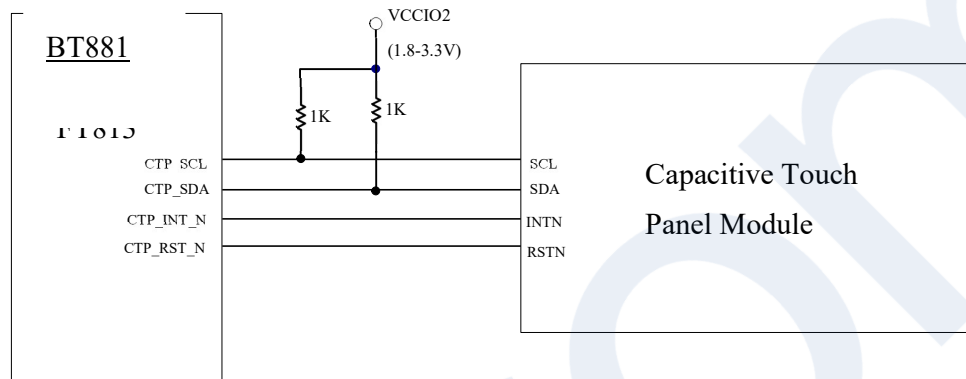 BT881
VCCIO2
(1.8-3.3V)
1K
1K
CTP_SCL
CTP_SDA
CTP_INT_N
CTP_RST_N
SCL
SDA
INTN
RSTN
Capacitive Touch
Panel Module